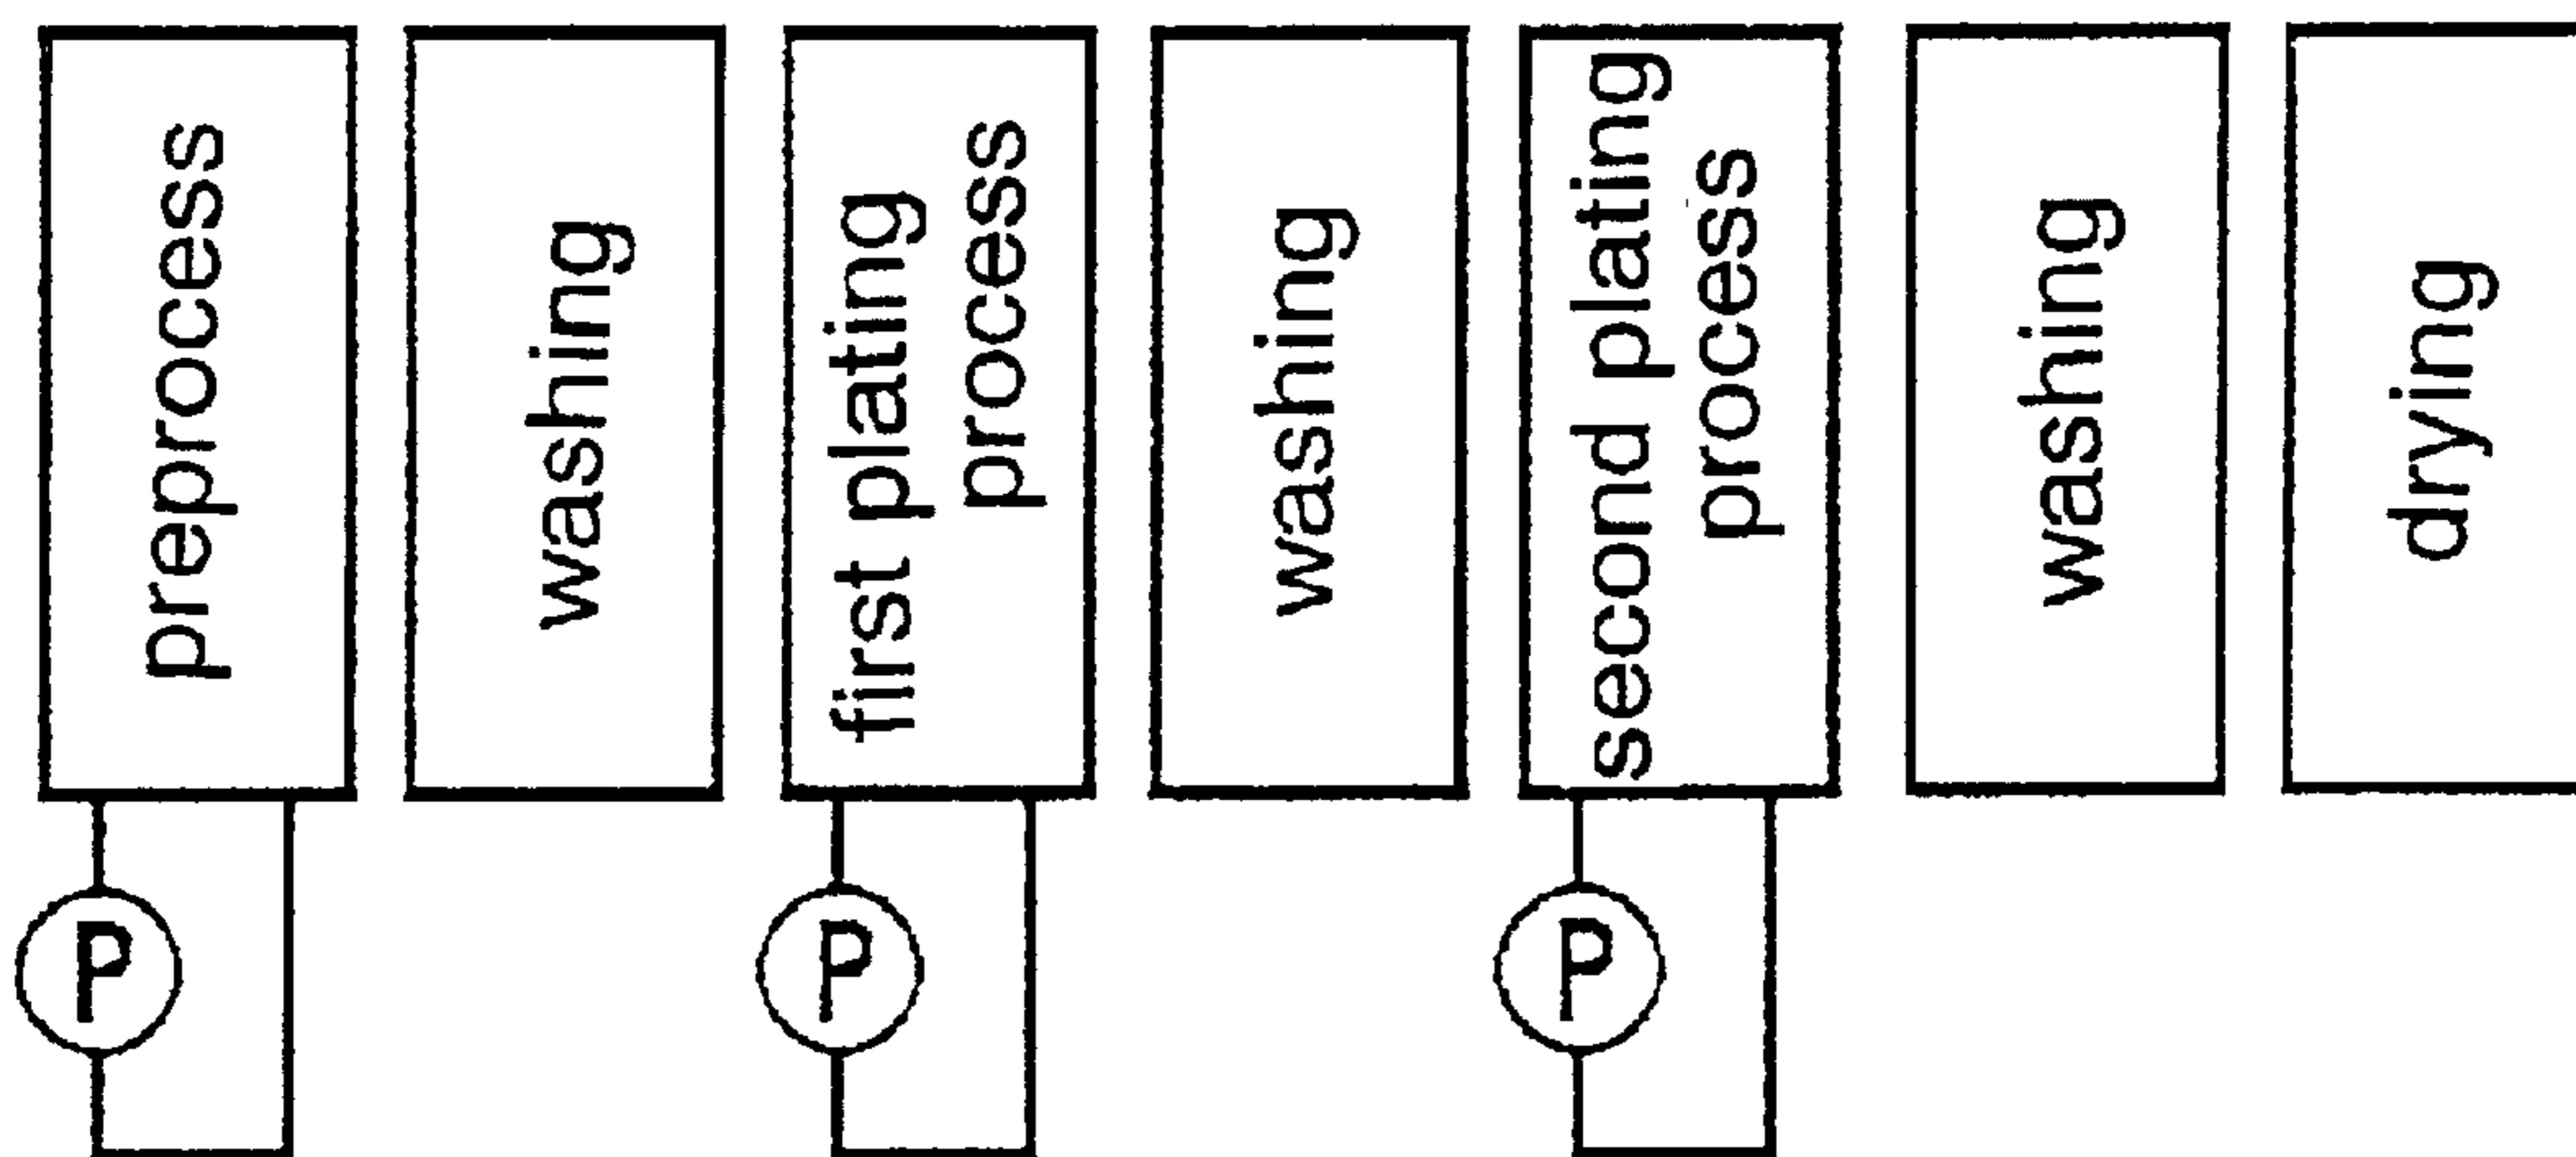 preprocess
washing
first plating
process
washing
second plating
process
washing
drying
P
P
P